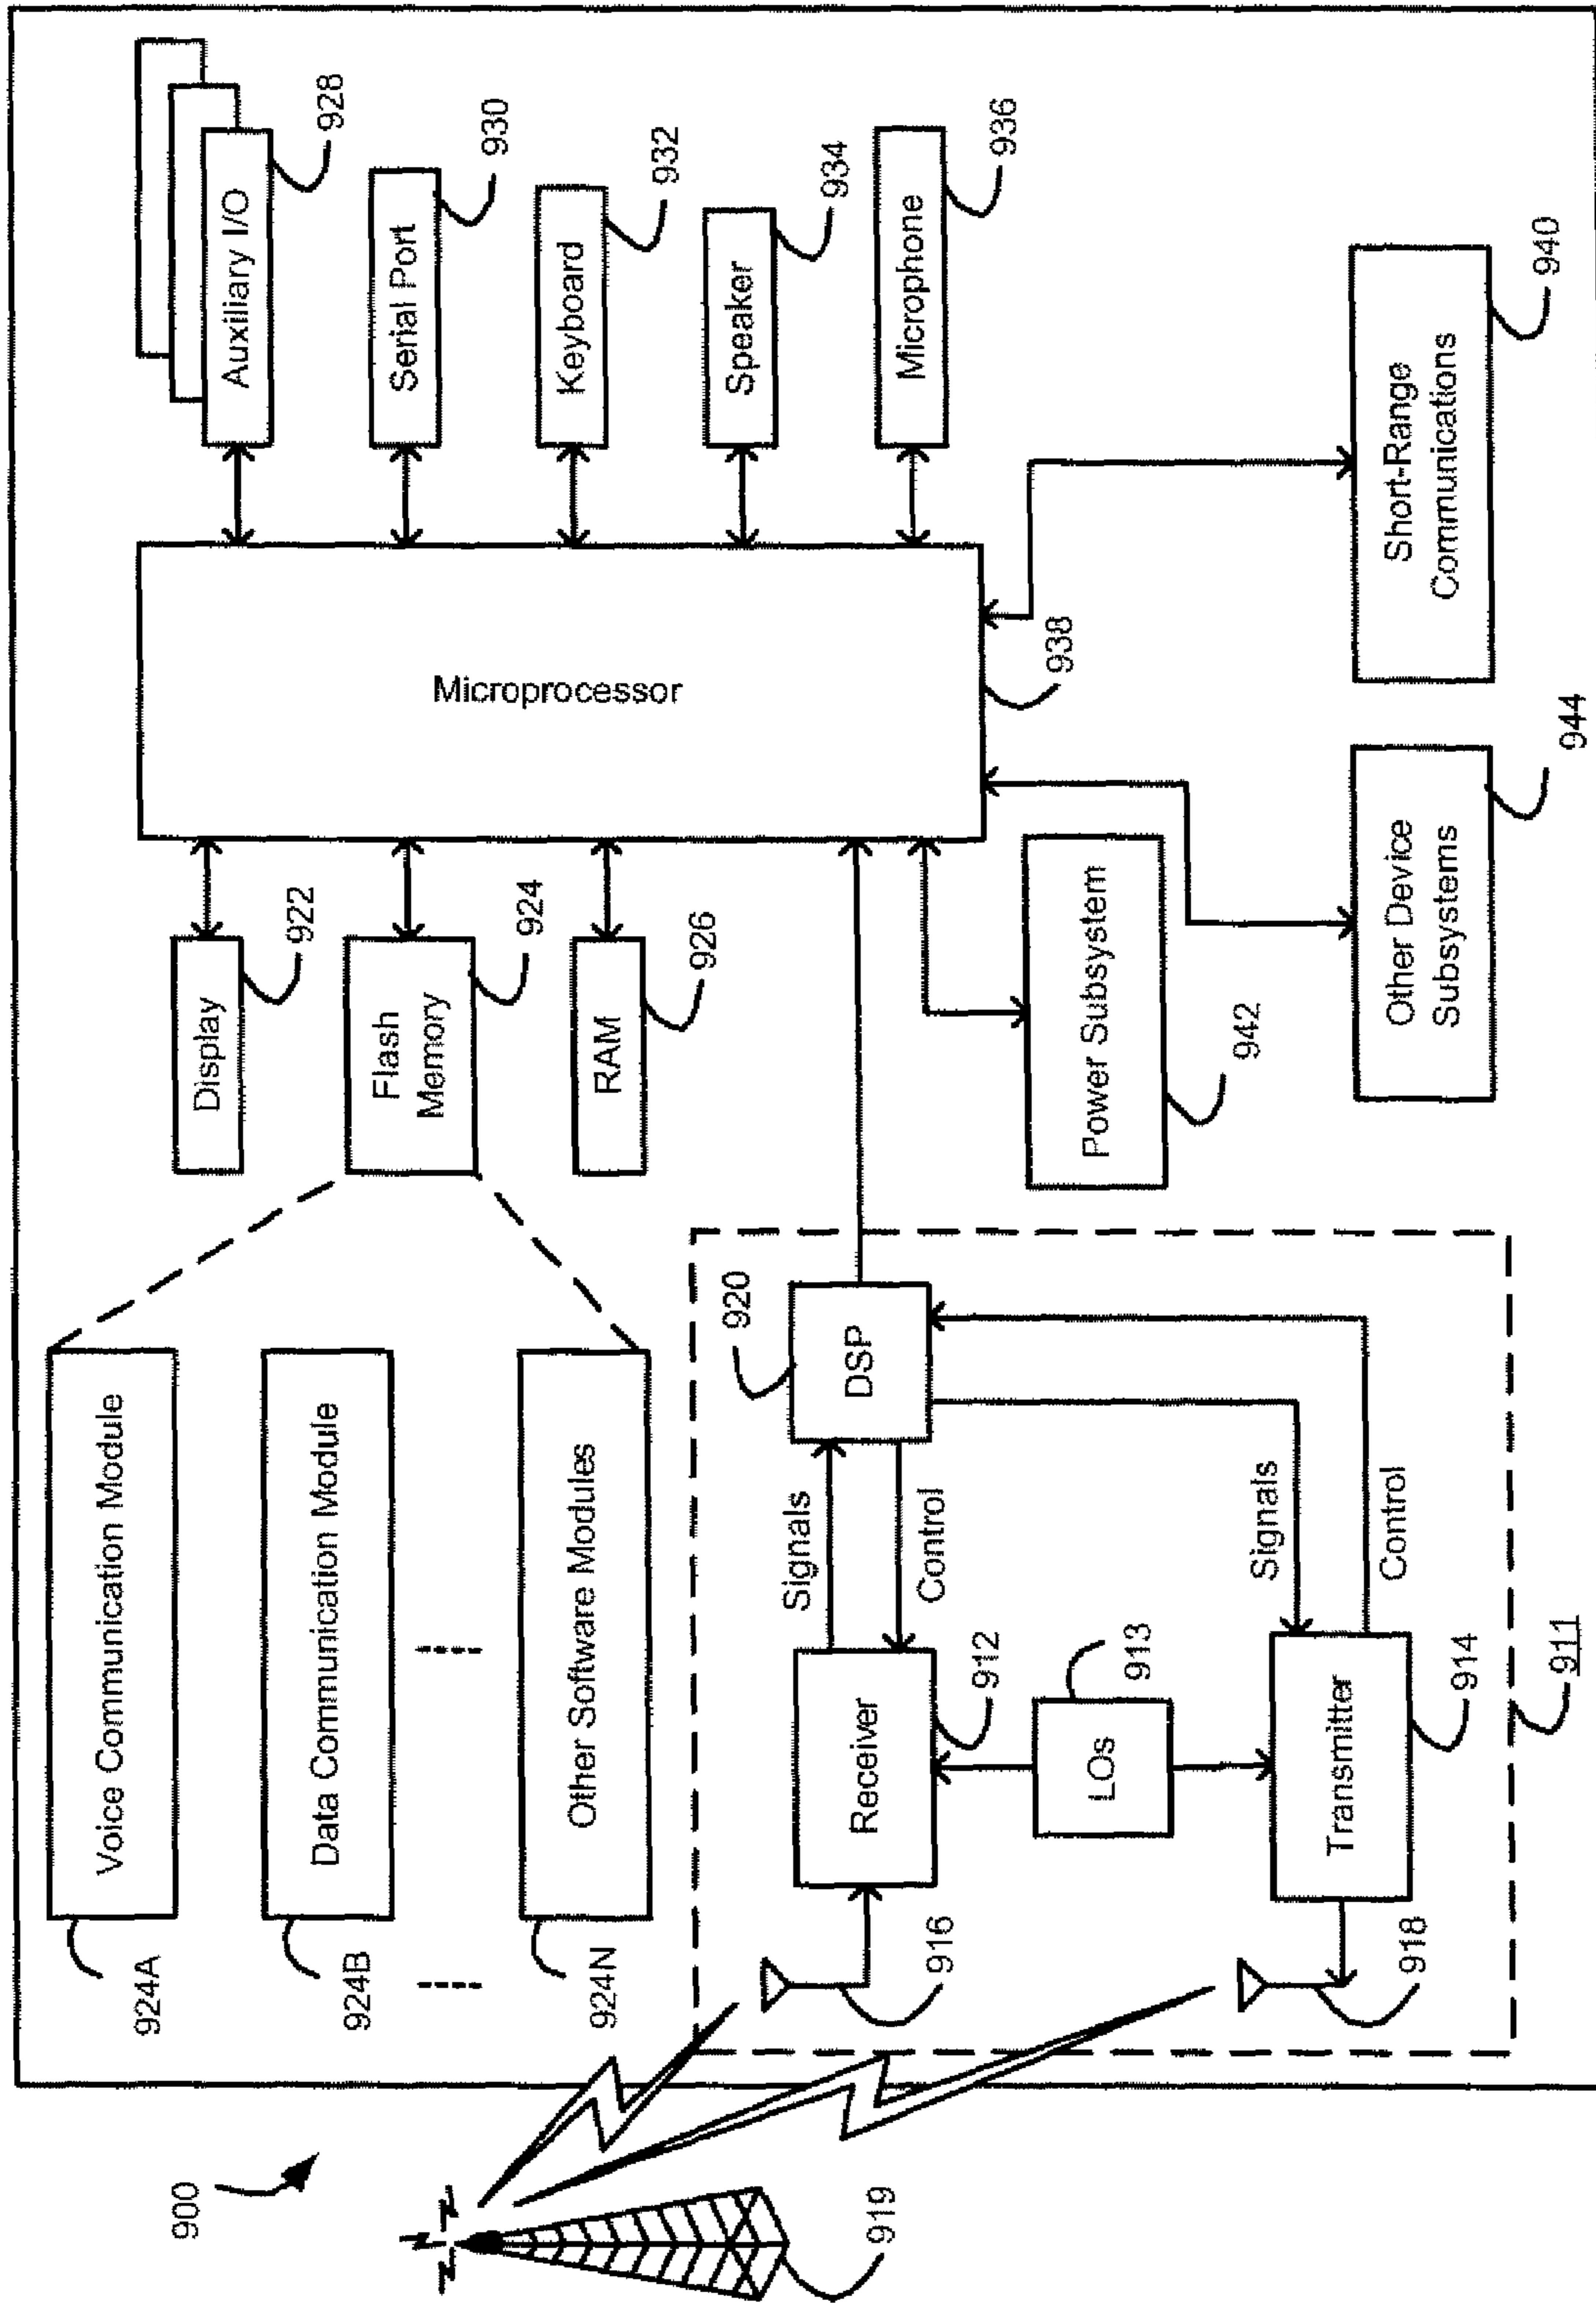 900
919
924A
Voice Communication Module
924B
Data Communication Module
924N
Other Software Modules
Display
922
Flash
Memory
924
RAM
926
Microprocessor
938
Auxiliary I/O
928
Serial Port
930
Keyboard
932
Speaker
934
Microphone
936
Short-Range
Communications
940
Other Device
Subsystems
944
Power Subsystem
942
DSP
920
Signals
Control
Receiver
912
916
LOs
913
Signals
Control
Transmitter
914
918
911